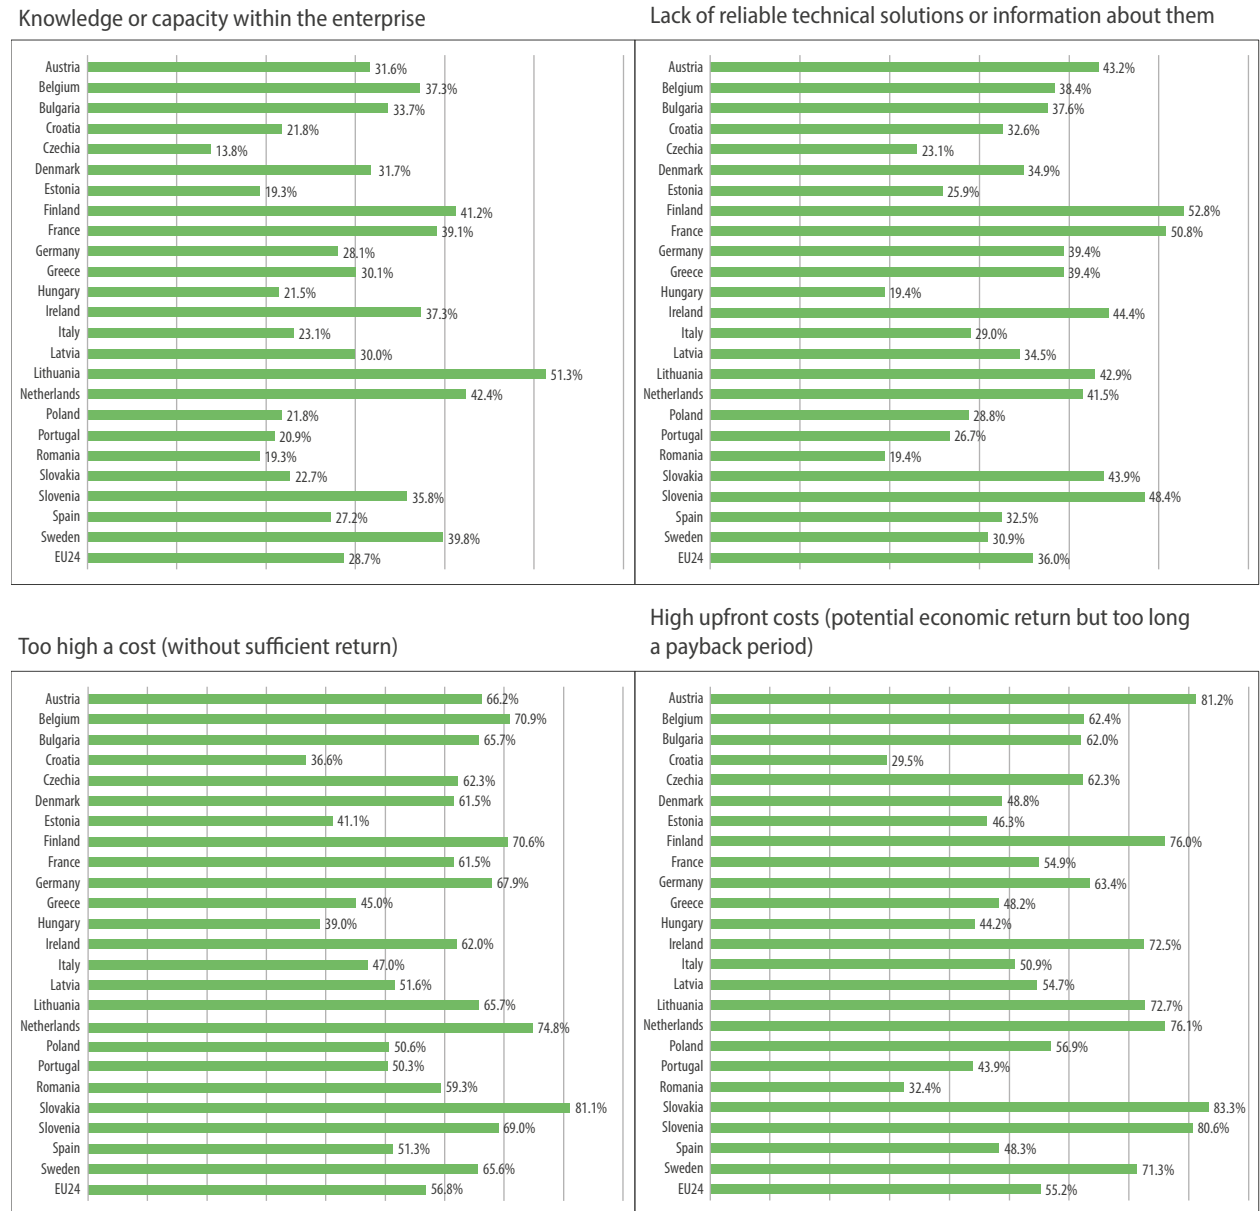 Knowledge or capacity within the enterprise
Austria 31.6%
Belgium 37.3%
Bulgaria 33.7%
Croatia 21.8%
Czechia 13.8%
Denmark 31.7%
Estonia 19.3%
Finland 41.2%
France 39.1%
Germany 28.1%
Greece 30.1%
Hungary 21.5%
Ireland 37.3%
Italy 23.1%
Latvia 30.0%
Lithuania 51.3%
Netherlands 42.4%
Poland 21.8%
Portugal 20.9%
Romania 19.3%
Slovakia 22.7%
Slovenia 35.8%
Spain 27.2%
Sweden 39.8%
EU24 28.7%
Lack of reliable technical solutions or information about them
Austria 43.2%
Belgium 38.4%
Bulgaria 37.6%
Croatia 32.6%
Czechia 23.1%
Denmark 34.9%
Estonia 25.9%
Finland 52.8%
France 50.8%
Germany 39.4%
Greece 39.4%
Hungary 19.4%
Ireland 44.4%
Italy 29.0%
Latvia 34.5%
Lithuania 42.9%
Netherlands 41.5%
Poland 28.8%
Portugal 26.7%
Romania 19.4%
Slovakia 43.9%
Slovenia 48.4%
Spain 32.5%
Sweden 30.9%
EU24 36.0%
Too high a cost (without sufficient return)
Austria 66.2%
Belgium 70.9%
Bulgaria 65.7%
Croatia 36.6%
Czechia 62.3%
Denmark 61.5%
Estonia 41.1%
Finland 70.6%
France 61.5%
Germany 67.9%
Greece 45.0%
Hungary 39.0%
Ireland 62.0%
Italy 47.0%
Latvia 51.6%
Lithuania 65.7%
Netherlands 74.8%
Poland 50.6%
Portugal 50.3%
Romania 59.3%
Slovakia 81.1%
Slovenia 69.0%
Spain 51.3%
Sweden 65.6%
EU24 56.8%
High upfront costs (potential economic return but too long
a payback period)
Austria 81.2%
Belgium 62.4%
Bulgaria 62.0%
Croatia 29.5%
Czechia 62.3%
Denmark 48.8%
Estonia 46.3%
Finland 76.0%
France 54.9%
Germany 63.4%
Greece 48.2%
Hungary 44.2%
Ireland 72.5%
Italy 50.9%
Latvia 54.7%
Lithuania 72.7%
Netherlands 76.1%
Poland 56.9%
Portugal 43.9%
Romania 32.4%
Slovakia 83.3%
Slovenia 80.6%
Spain 48.3%
Sweden 71.3%
EU24 55.2%